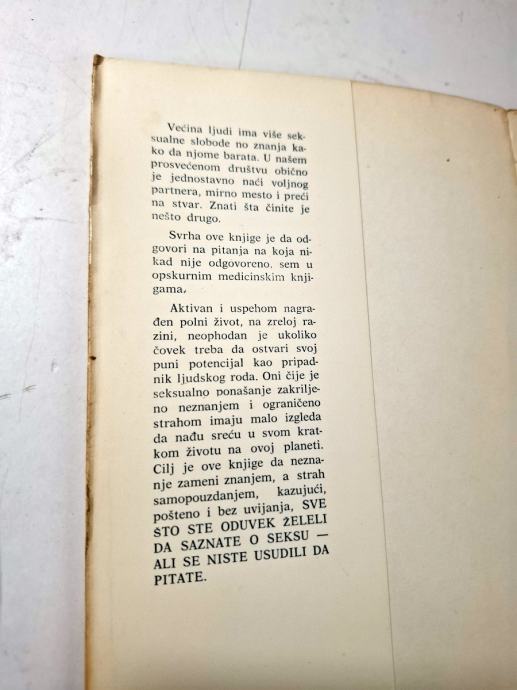 Većina ljudi ima više sek-
sualne slobode no znanja ka-
ko da njome barata. U našem
prosvećenom društvu obično
je jednostavno naći voljnog
partnera, mirno mesto i preći
na stvar. Znati šta činite je
nešto drugo.
Svrha ove knjige je da od-
govori na pitanja na koja ni-
kad nije odgovoreno, sem u
opskurnim medicinskim knji-
gama.
Aktivan i uspehom nagra-
đen polni život, na zreloj ra-
zini, neophodan je ukoliko
čovek treba da ostvari svoj
puni potencijal kao pripad-
nik ljudskog roda. Oni čije je
seksualno ponašanje zakrilje-
no neznanjem i ograničeno
strahom imaju malo izgleda
da nađu sreću u svom krat-
kom životu na ovoj planeti.
Cilj je ove knjige da nezna-
nje zameni znanjem, a strah
samopouzdanjem, kazujući,
pošteno i bez uvijanja, SVE
ŠTO STE ODUVEK ŽELELI
DA SAZNATE O SEKSU —
ALI SE NISTE USUDILI DA
PITATE.